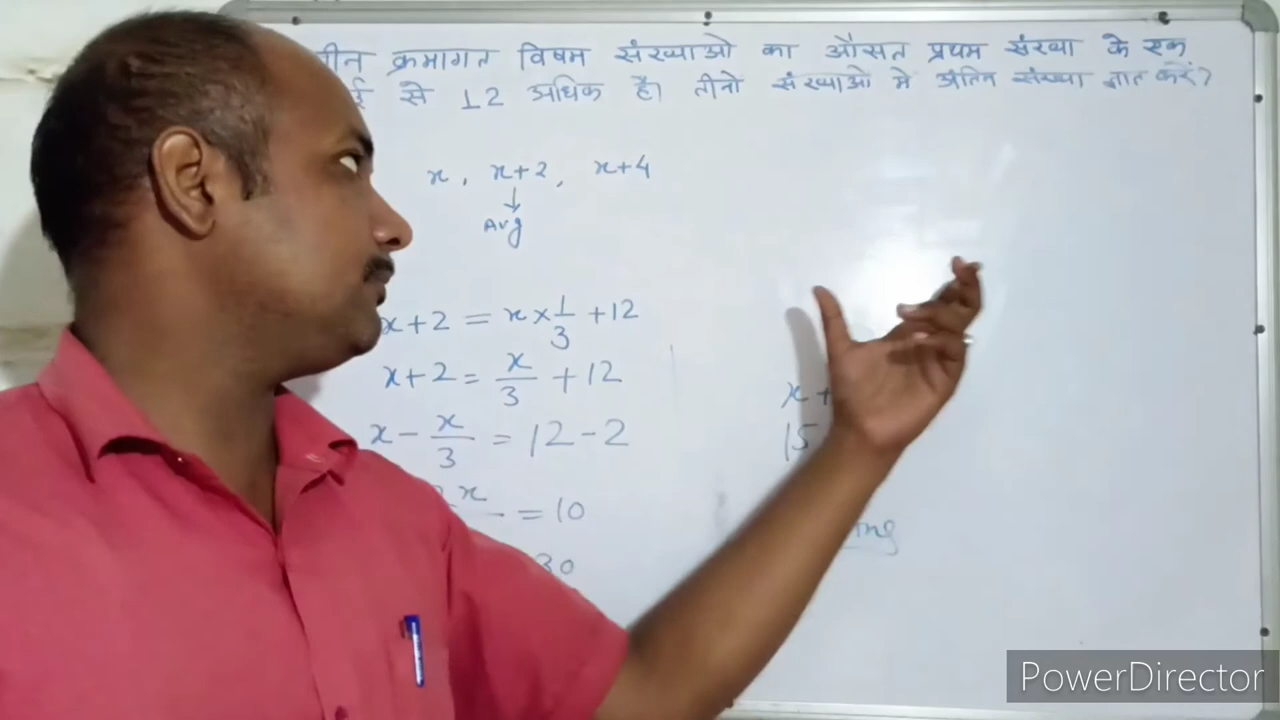 क्रमागत विषम संख्याओ का औसत प्रथम संख्या के एक
से 12 अधिक है। तीनो संख्याओ मे अंतिम संख्या ज्ञात करें?
x, x+2, x+4
↓
Avg
x+2 = x×1/3 +12
x+2 = x/3 +12
x - x/3 = 12-2
x = 10
30
x+
15
PowerDirector